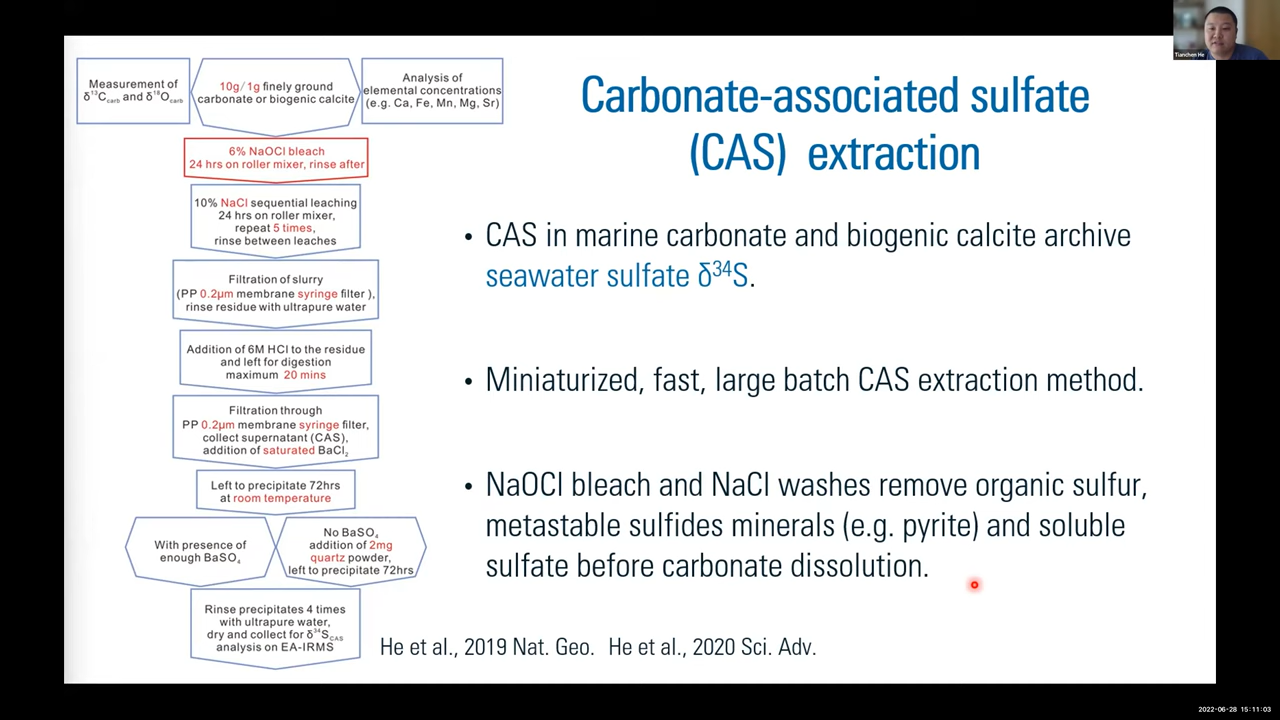 Measurement of
δ¹³Ccarb and δ¹⁸Ocarb
10g/1g finely ground
carbonate or biogenic calcite
Analysis of
elemental concentrations
(e.g. Ca, Fe, Mn, Mg, Sr)
6% NaOCl bleach
24 hrs on roller mixer, rinse after
10% NaCl sequential leaching
24 hrs on roller mixer,
repeat 5 times,
rinse between leaches
Filtration of slurry
(PP 0.2µm membrane syringe filter),
rinse residue with ultrapure water
Addition of 6M HCl to the residue
and left for digestion
maximum 20 mins
Filtration through
PP 0.2µm membrane syringe filter,
collect supernatant (CAS),
addition of saturated BaCl₂
Left to precipitate 72hrs
at room temperature
With presence of
enough BaSO₄
No BaSO₄
addition of 2mg
quartz powder,
left to precipitate 72hrs
Rinse precipitates 4 times
with ultrapure water,
dry and collect for δ³⁴SCAS
analysis on EA-IRMS
Carbonate-associated sulfate
(CAS) extraction
• CAS in marine carbonate and biogenic calcite archive
seawater sulfate δ³⁴S.
• Miniaturized, fast, large batch CAS extraction method.
• NaOCl bleach and NaCl washes remove organic sulfur,
metastable sulfides minerals (e.g. pyrite) and soluble
sulfate before carbonate dissolution.
He et al., 2019 Nat. Geo. He et al., 2020 Sci. Adv.
Tianchen He
2022-06-28 15:11:03